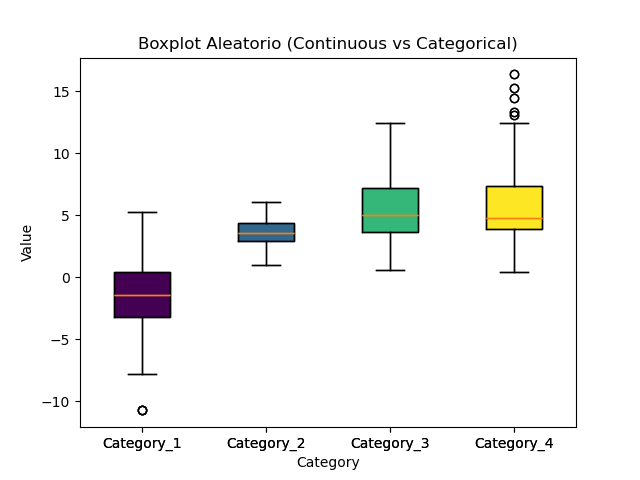 Boxplot Aleatorio (Continuous vs Categorical)
Value
15
10
5
0
−5
−10
Category_1 Category_2 Category_3 Category_4
Category